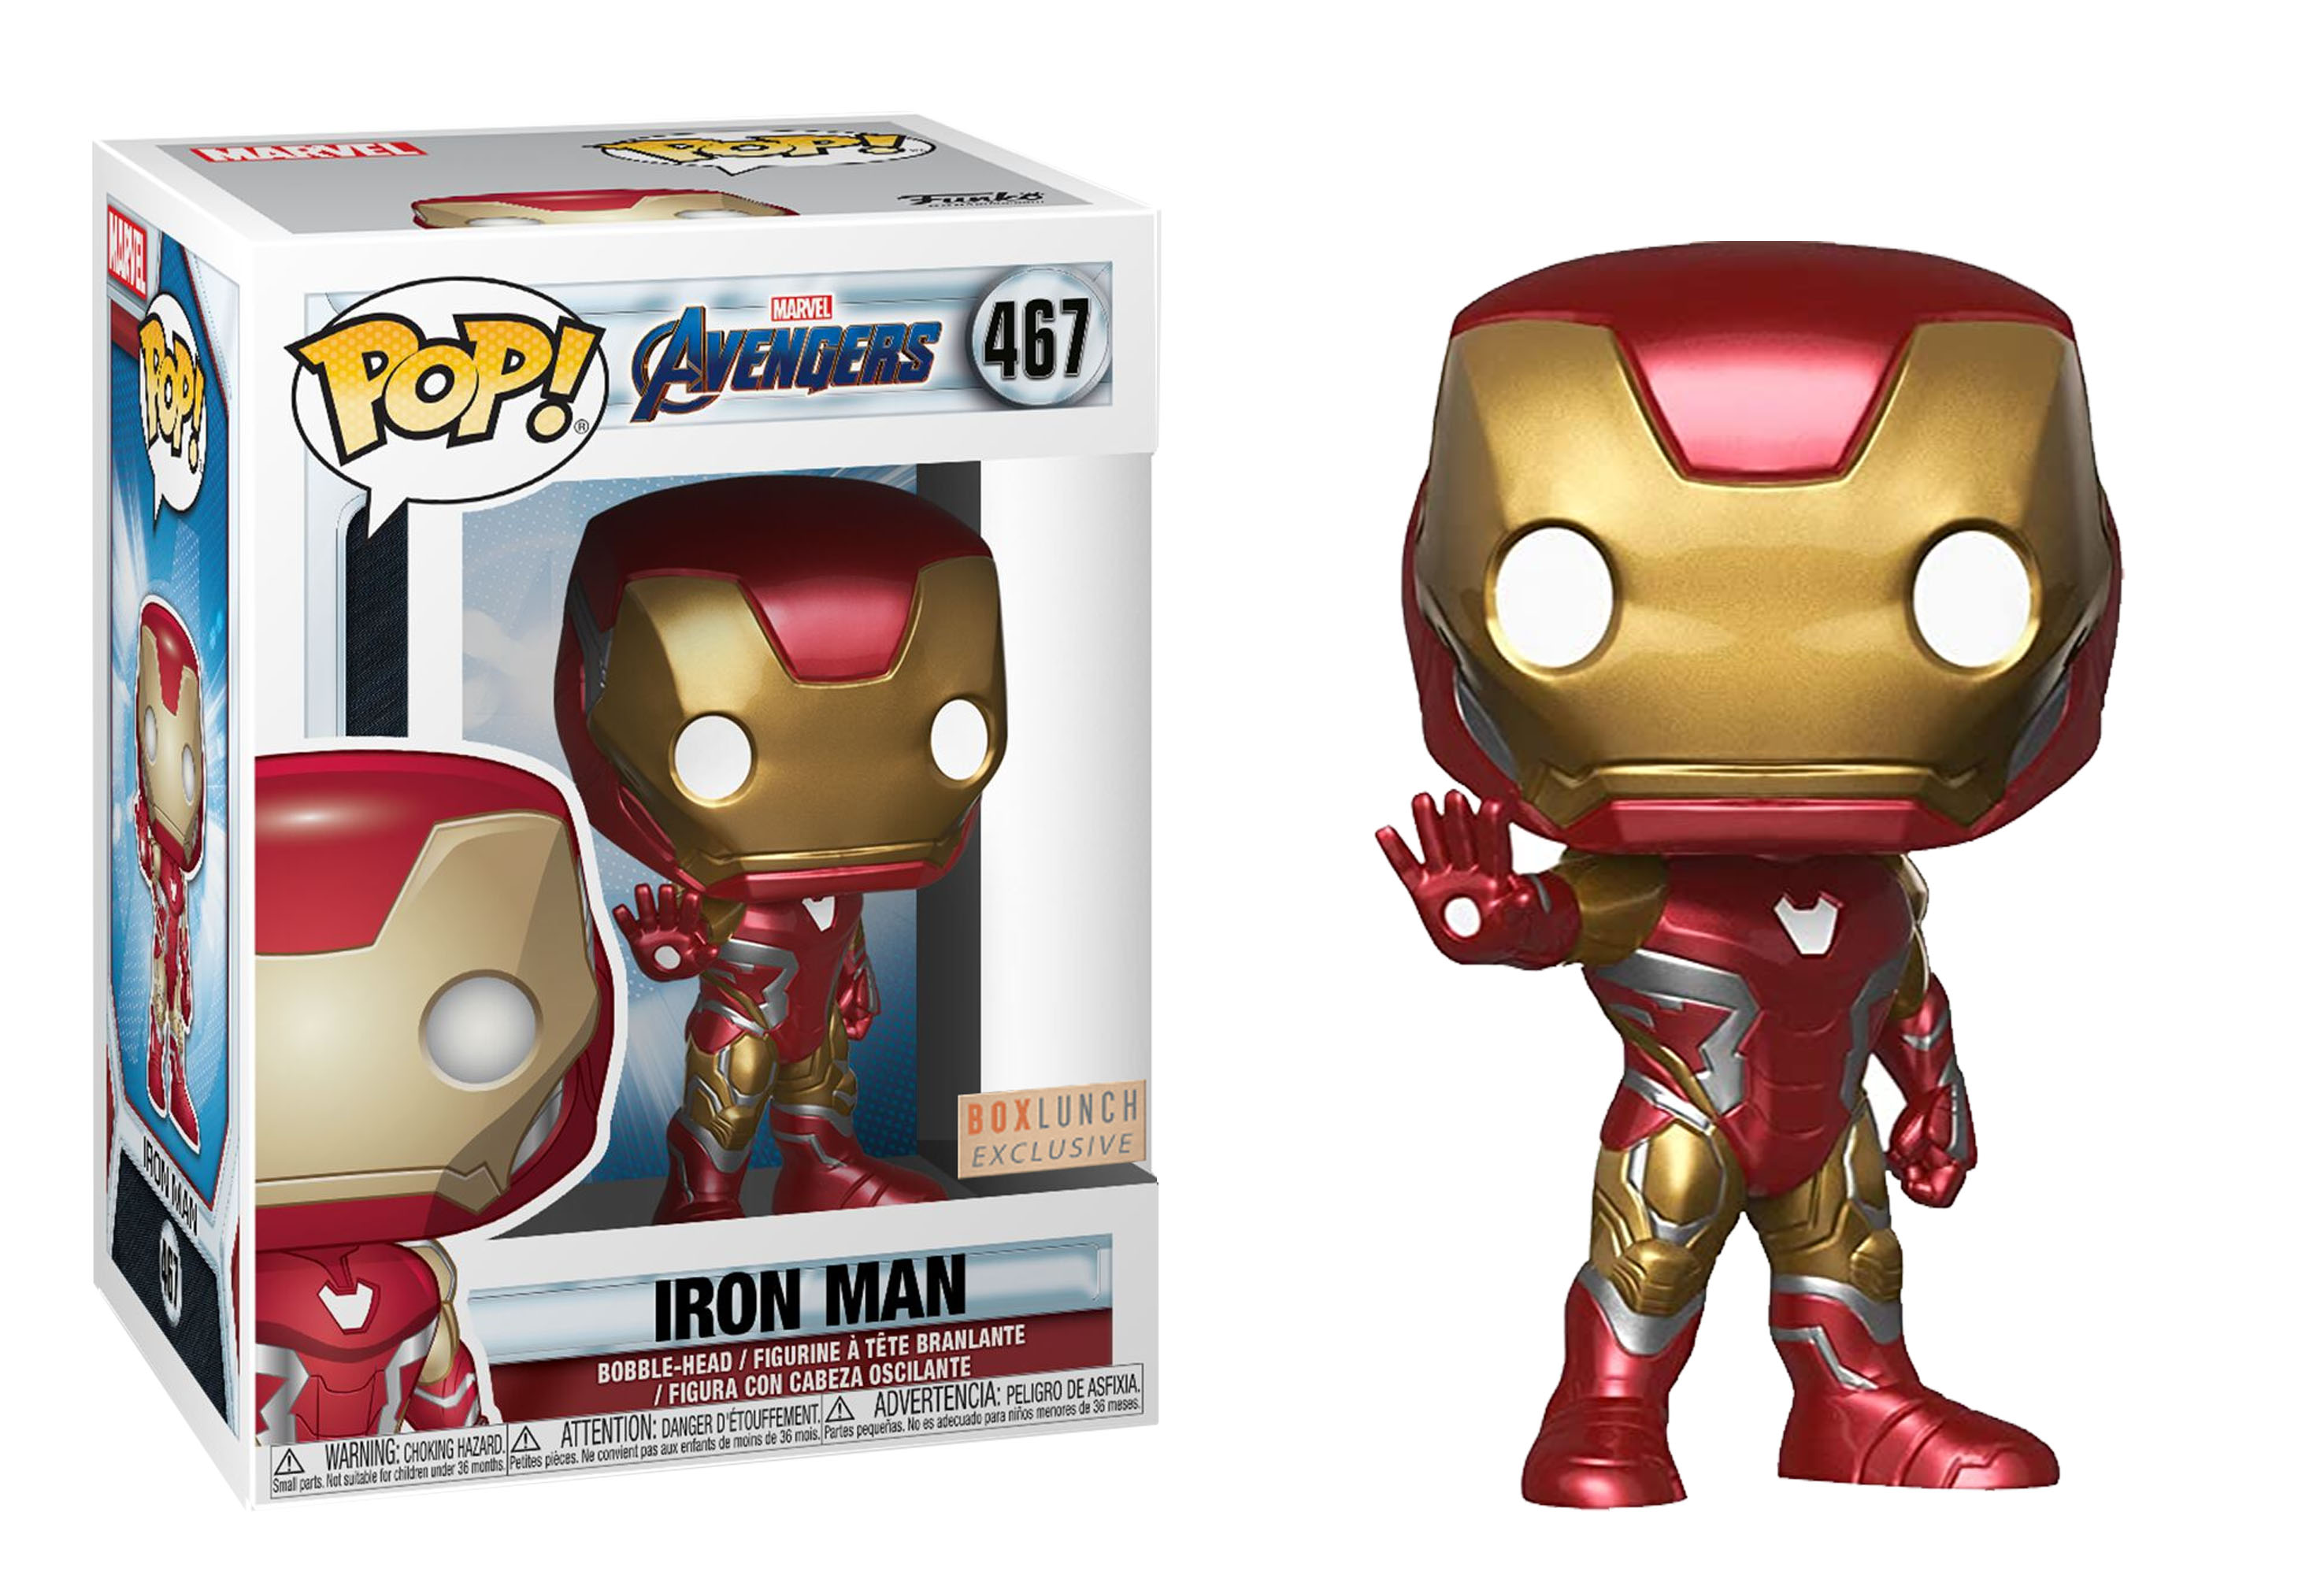 MARVEL
POP!
Funko
MARVEL
POP!
IRON MAN
467
POP!®
MARVEL
AVENGERS
467
BOXLUNCH
EXCLUSIVE
IRON MAN
BOBBLE-HEAD / FIGURINE À TÊTE BRANLANTE
/ FIGURA CON CABEZA OSCILANTE
⚠ WARNING: CHOKING HAZARD.
Small parts. Not suitable for children under 36 months.
⚠ ATTENTION: DANGER D'ÉTOUFFEMENT.
Petites pièces. Ne convient pas aux enfants de moins de 36 mois.
⚠ ADVERTENCIA: PELIGRO DE ASFIXIA.
Partes pequeñas. No es adecuado para niños menores de 36 meses.